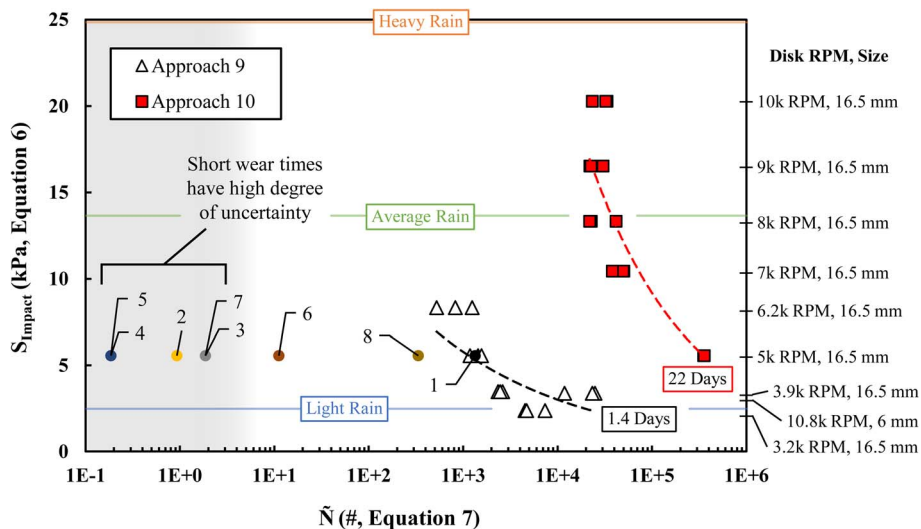 Heavy Rain
Approach 9
Approach 10
Short wear times
have high degree
of uncertainty
Average Rain
5
4
2
7
3
6
8
1
22 Days
1.4 Days
Light Rain
25
20
15
10
5
0
S_Impact (kPa, Equation 6)
1E-1
1E+0
1E+1
1E+2
1E+3
1E+4
1E+5
1E+6
Ñ (#, Equation 7)
Disk RPM, Size
10k RPM, 16.5 mm
9k RPM, 16.5 mm
8k RPM, 16.5 mm
7k RPM, 16.5 mm
6.2k RPM, 16.5 mm
5k RPM, 16.5 mm
3.9k RPM, 16.5 mm
10.8k RPM, 6 mm
3.2k RPM, 16.5 mm